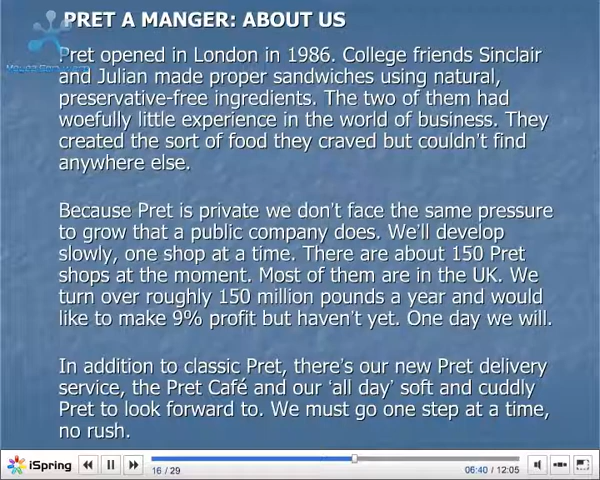 PRET A MANGER: ABOUT US
Pret opened in London in 1986. College friends Sinclair
and Julian made proper sandwiches using natural,
preservative-free ingredients. The two of them had
woefully little experience in the world of business. They
created the sort of food they craved but couldn't find
anywhere else.
Because Pret is private we don't face the same pressure
to grow that a public company does. We'll develop
slowly, one shop at a time. There are about 150 Pret
shops at the moment. Most of them are in the UK. We
turn over roughly 150 million pounds a year and would
like to make 9% profit but haven't yet. One day we will.
In addition to classic Pret, there's our new Pret delivery
service, the Pret Café and our 'all day' soft and cuddly
Pret to look forward to. We must go one step at a time,
no rush.
iSpring
16 / 29
06:40 / 12:05